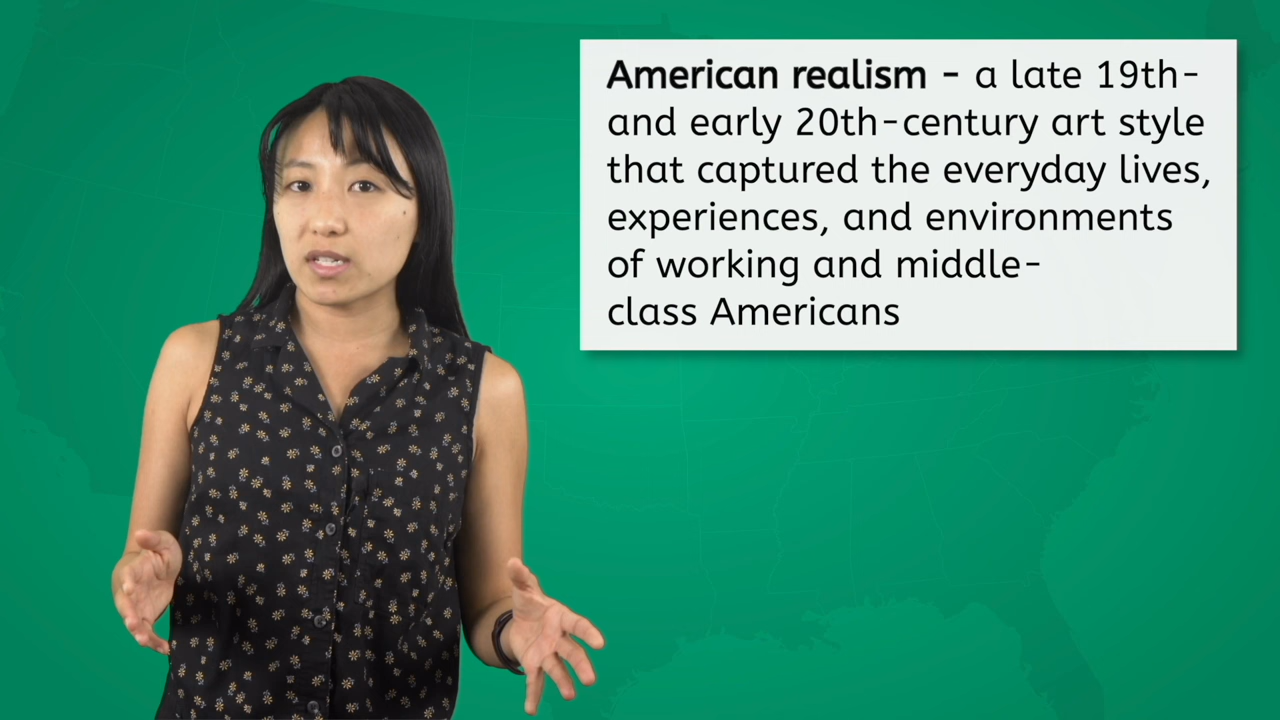 American realism - a late 19th-
and early 20th-century art style
that captured the everyday lives,
experiences, and environments
of working and middle-
class Americans